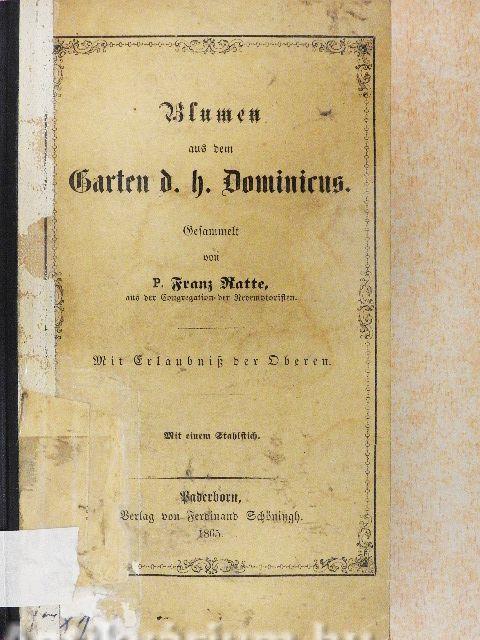 Blumen
aus dem
Garten d. h. Dominicus.
Gesammelt
von
P. Franz Ratte,
aus der Congregation der Redemptoristen.
Mit Erlaubniß der Oberen.
Mit einem Stahlstich.
Paderborn,
Verlag von Ferdinand Schöningh.
1865.